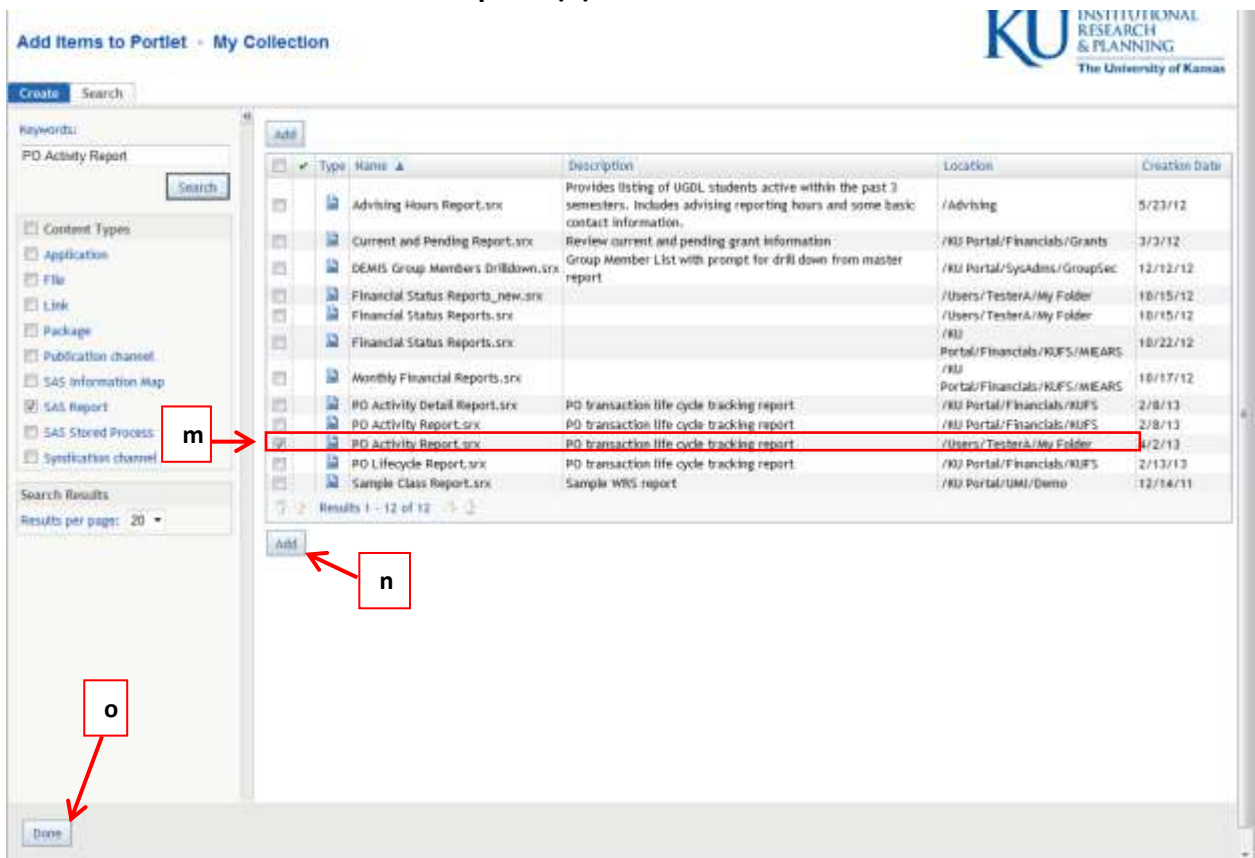 Add Items to Portlet - My Collection
KU
INSTITUTIONAL
RESEARCH
& PLANNING
The University of Kansas
Create Search
Keywords:
PO Activity Report
Search
Content Types
Application
File
Link
Package
Publication channel
SAS Information Map
SAS Report
SAS Stored Process
Syndication channel
Search Results
Results per page: 20
Add
Type Name Description Location Creation Date
Advising Hours Report.srx Provides listing of UGDL students active within the past 3 semesters. Includes advising reporting hours and some basic contact information. /Advising 5/23/12
Current and Pending Report.srx Review current and pending grant information /KU Portal/Financials/Grants 3/3/12
DEMIS Group Members Drilldown.srx Group Member List with prompt for drill down from master report /KU Portal/SysAdms/GroupSec 12/12/12
Financial Status Reports_new.srx /Users/TesterA/My Folder 10/15/12
Financial Status Reports.srx /Users/TesterA/My Folder 10/15/12
Financial Status Reports.srx /KU Portal/Financials/KUFS/MIEARS 10/22/12
Monthly Financial Reports.srx /KU Portal/Financials/KUFS/MIEARS 10/17/12
PO Activity Detail Report.srx PO transaction life cycle tracking report /KU Portal/Financials/KUFS 2/8/13
PO Activity Report.srx PO transaction life cycle tracking report /KU Portal/Financials/KUFS 2/8/13
PO Activity Report.srx PO transaction life cycle tracking report /Users/TesterA/My Folder 4/2/13
PO Lifecycle Report.srx PO transaction life cycle tracking report /KU Portal/Financials/KUFS 2/13/13
Sample Class Report.srx Sample WRS report /KU Portal/UMI/Demo 12/14/11
Results 1 - 12 of 12
Add
m
n
o
Done